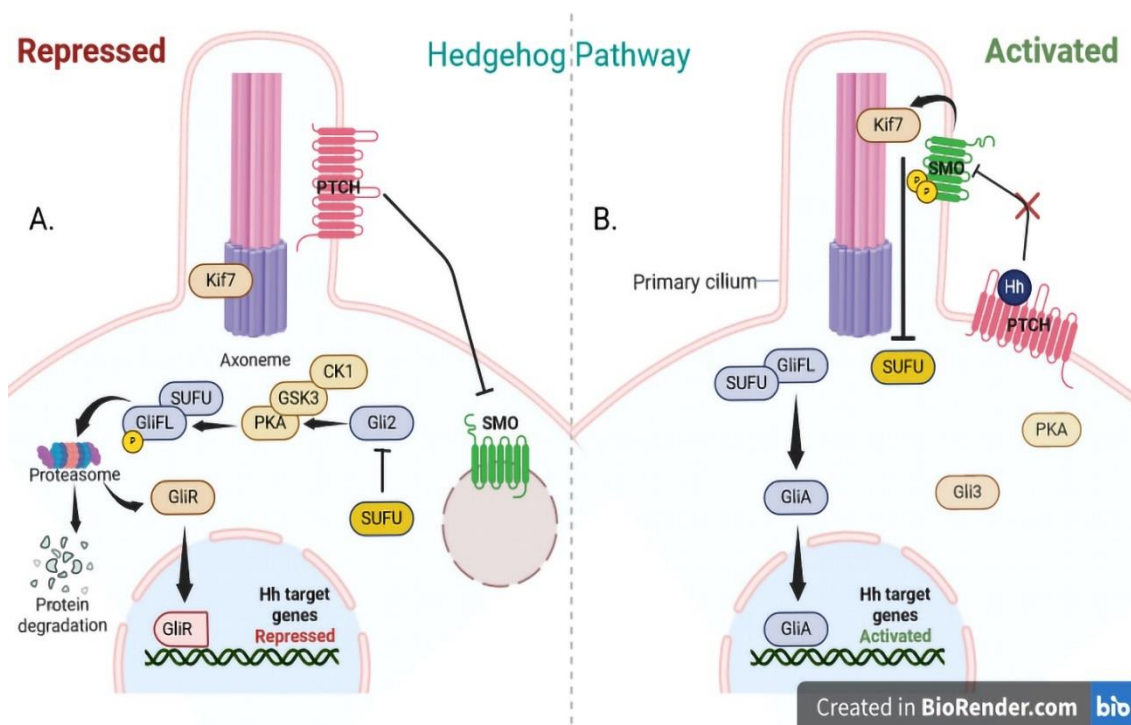 Repressed
Hedgehog Pathway
Activated
A.
PTCH
Kif7
Axoneme
CK1
GSK3
PKA
SUFU
GliFL
P
Gli2
SMO
Proteasome
GliR
SUFU
Protein
degradation
Hh target
genes
Repressed
GliR
B.
Kif7
SMO
P
P
Primary cilium
Hh
PTCH
GliFL
SUFU
SUFU
PKA
GliA
Gli3
Hh target
genes
Activated
GliA
Created in BioRender.com bio